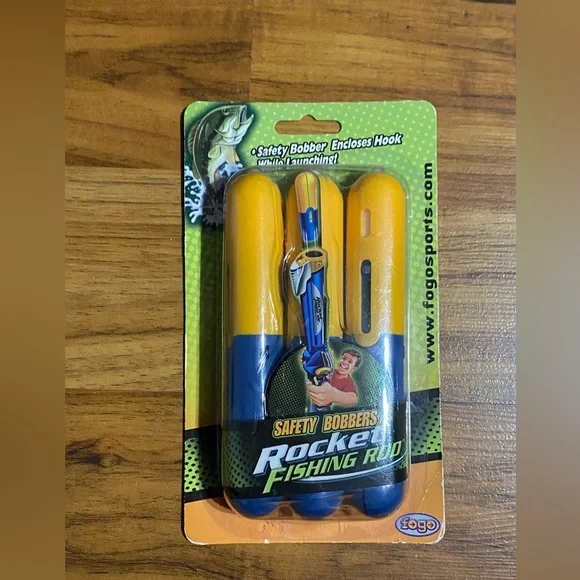 • Safety Bobber Encloses Hook
While Launching!
www.fogosports.com
SAFETY BOBBERS
Rocket
FISHING ROD
fogo